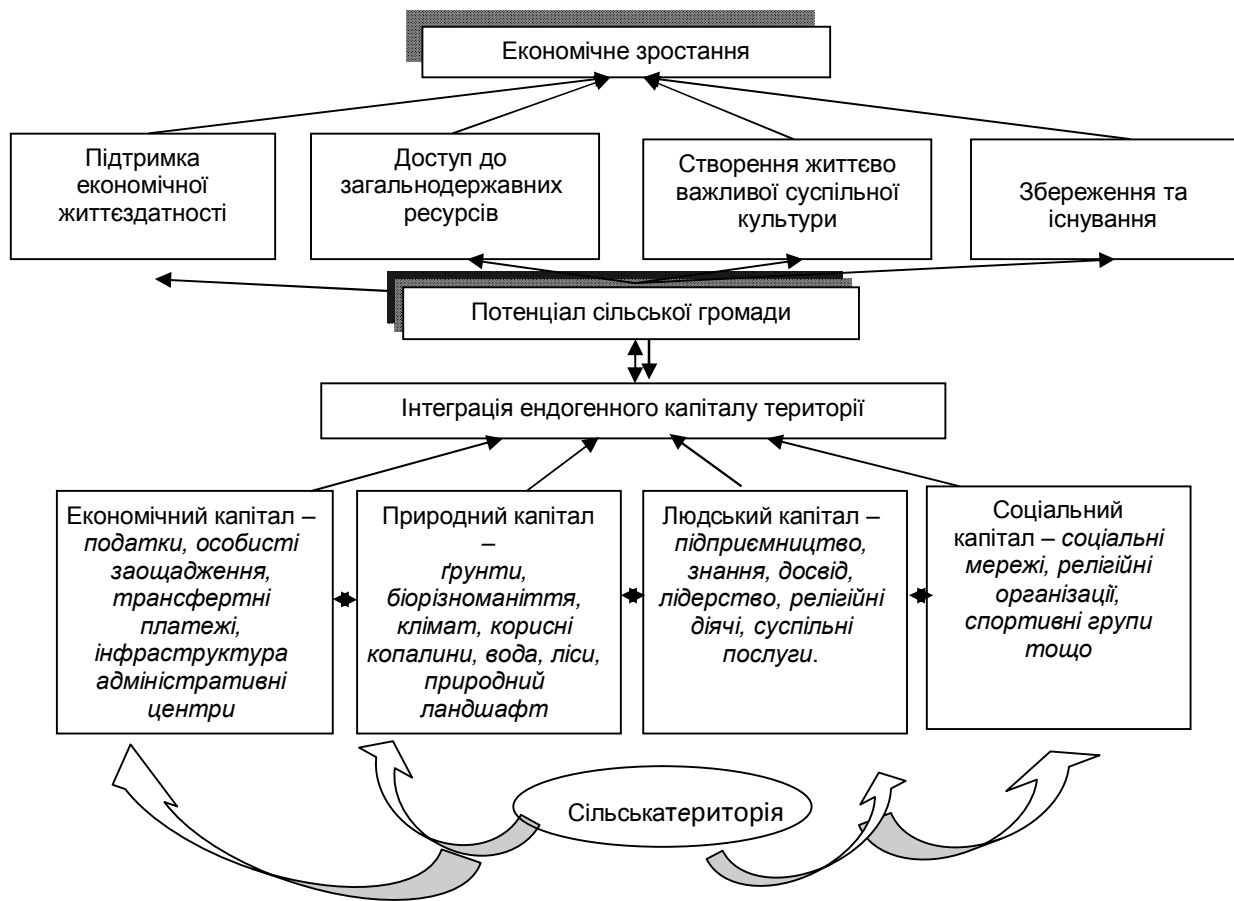 Економічне зростання
Підтримка
економічної
життєздатності
Доступ до
загальнодержавних
ресурсів
Створення життєво
важливої суспільної
культури
Збереження та
існування
Потенціал сільської громади
Інтеграція ендогенного капіталу території
Економічний капітал –
податки, особисті
заощадження,
трансфертні
платежі,
інфраструктура
адміністративні
центри
Природний капітал
–
ґрунти,
біорізноманіття,
клімат, корисні
копалини, вода, ліси,
природний
ландшафт
Людський капітал –
підприємництво,
знання, досвід,
лідерство, релігійні
діячі, суспільні
послуги.
Соціальний
капітал – соціальні
мережі, релігійні
організації,
спортивні групи
тощо
Сільськатериторія